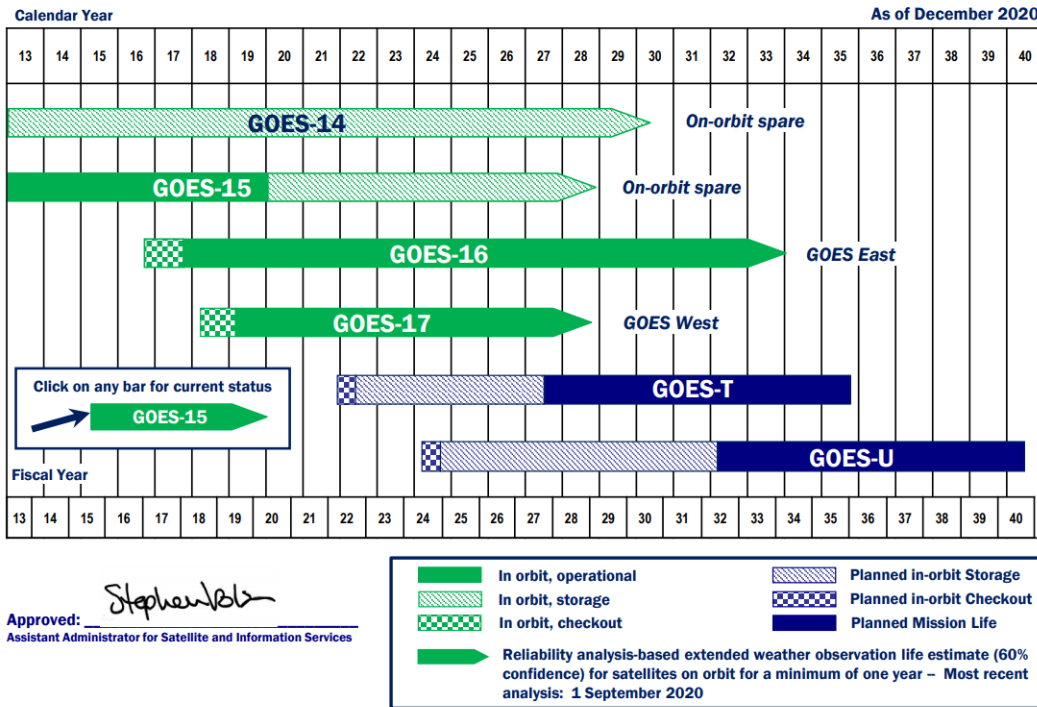 Calendar Year
As of December 2020
13 14 15 16 17 18 19 20 21 22 23 24 25 26 27 28 29 30 31 32 33 34 35 36 37 38 39 40
GOES-14
On-orbit spare
GOES-15
On-orbit spare
GOES-16
GOES East
GOES-17
GOES West
Click on any bar for current status
GOES-15
GOES-T
GOES-U
Fiscal Year
13 14 15 16 17 18 19 20 21 22 23 24 25 26 27 28 29 30 31 32 33 34 35 36 37 38 39 40
Approved:
Assistant Administrator for Satellite and Information Services
In orbit, operational
In orbit, storage
In orbit, checkout
Planned in-orbit Storage
Planned in-orbit Checkout
Planned Mission Life
Reliability analysis-based extended weather observation life estimate (60%
confidence) for satellites on orbit for a minimum of one year – Most recent
analysis: 1 September 2020